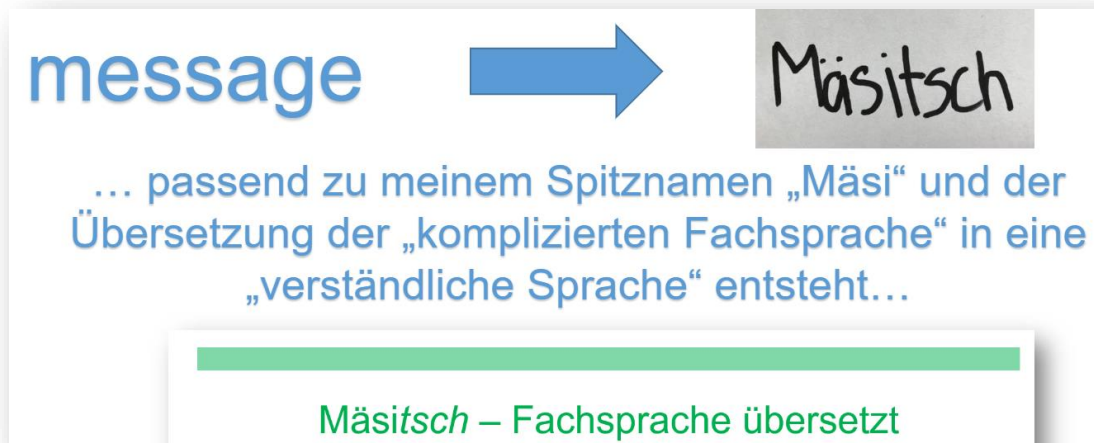 message
Mäsitsch
… passend zu meinem Spitznamen „Mäsi“ und der
Übersetzung der „komplizierten Fachsprache“ in eine
„verständliche Sprache“ entsteht…
Mäsitsch – Fachsprache übersetzt